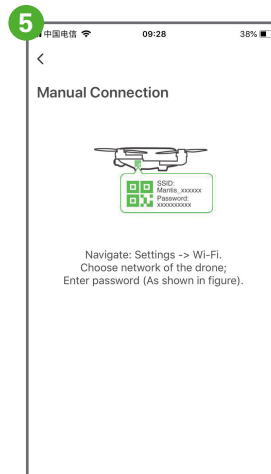 5
中国电信 09:28 38%
Manual Connection
SSID:
Mantis_xxxxxx
Password:
xxxxxxxxxx
Navigate: Settings -> Wi-Fi.
Choose network of the drone;
Enter password (As shown in figure).